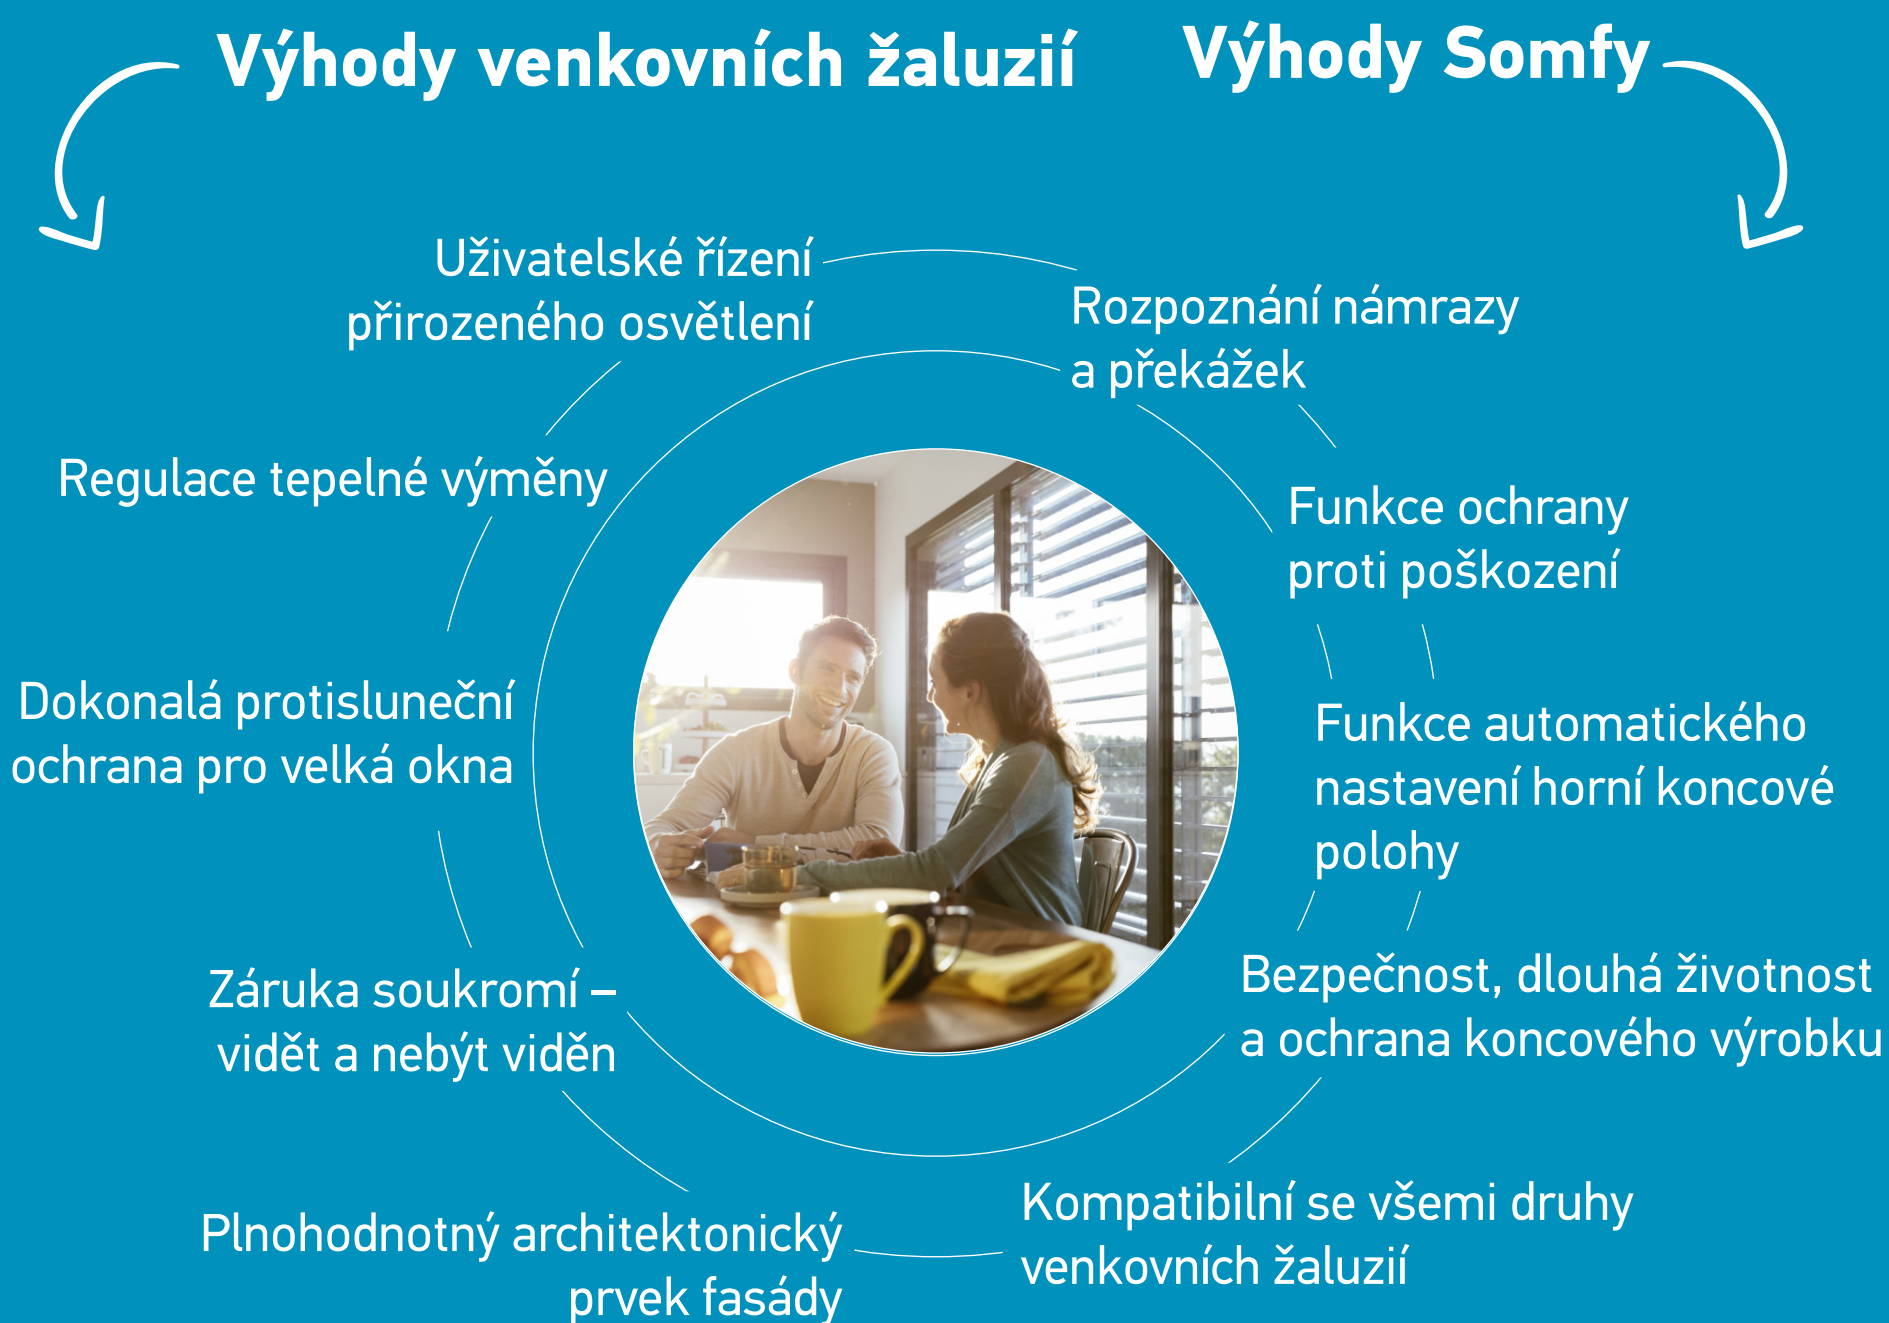 Výhody venkovních žaluzií
Uživatelské řízení
přirozeného osvětlení
Regulace tepelné výměny
Dokonalá protisluneční
ochrana pro velká okna
Záruka soukromí –
vidět a nebýt viděn
Plnohodnotný architektonický
prvek fasády
Výhody Somfy
Rozpoznání námrazy
a překážek
Funkce ochrany
proti poškození
Funkce automatického
nastavení horní koncové
polohy
Bezpečnost, dlouhá životnost
a ochrana koncového výrobku
Kompatibilní se všemi druhy
venkovních žaluzií